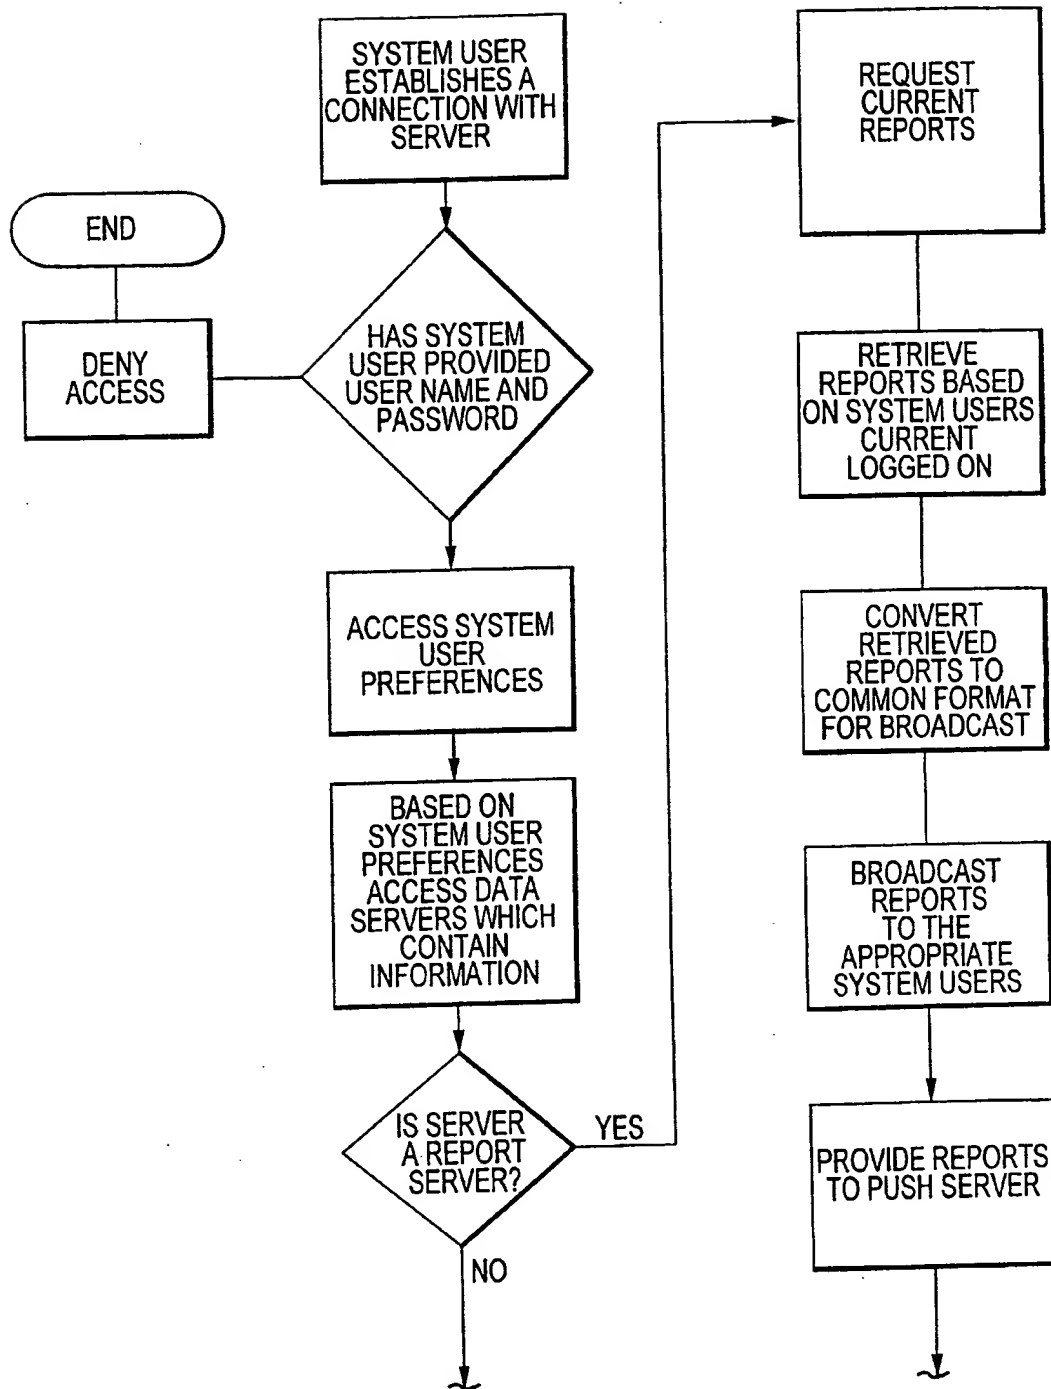 SYSTEM USER
ESTABLISHES A
CONNECTION WITH
SERVER
END
DENY
ACCESS
HAS SYSTEM
USER PROVIDED
USER NAME AND
PASSWORD
ACCESS SYSTEM
USER
PREFERENCES
BASED ON
SYSTEM USER
PREFERENCES
ACCESS DATA
SERVERS WHICH
CONTAIN
INFORMATION
IS SERVER
A REPORT
SERVER?
YES
NO
REQUEST
CURRENT
REPORTS
RETRIEVE
REPORTS BASED
ON SYSTEM USERS
CURRENT
LOGGED ON
CONVERT
RETRIEVED
REPORTS TO
COMMON FORMAT
FOR BROADCAST
BROADCAST
REPORTS
TO THE
APPROPRIATE
SYSTEM USERS
PROVIDE REPORTS
TO PUSH SERVER